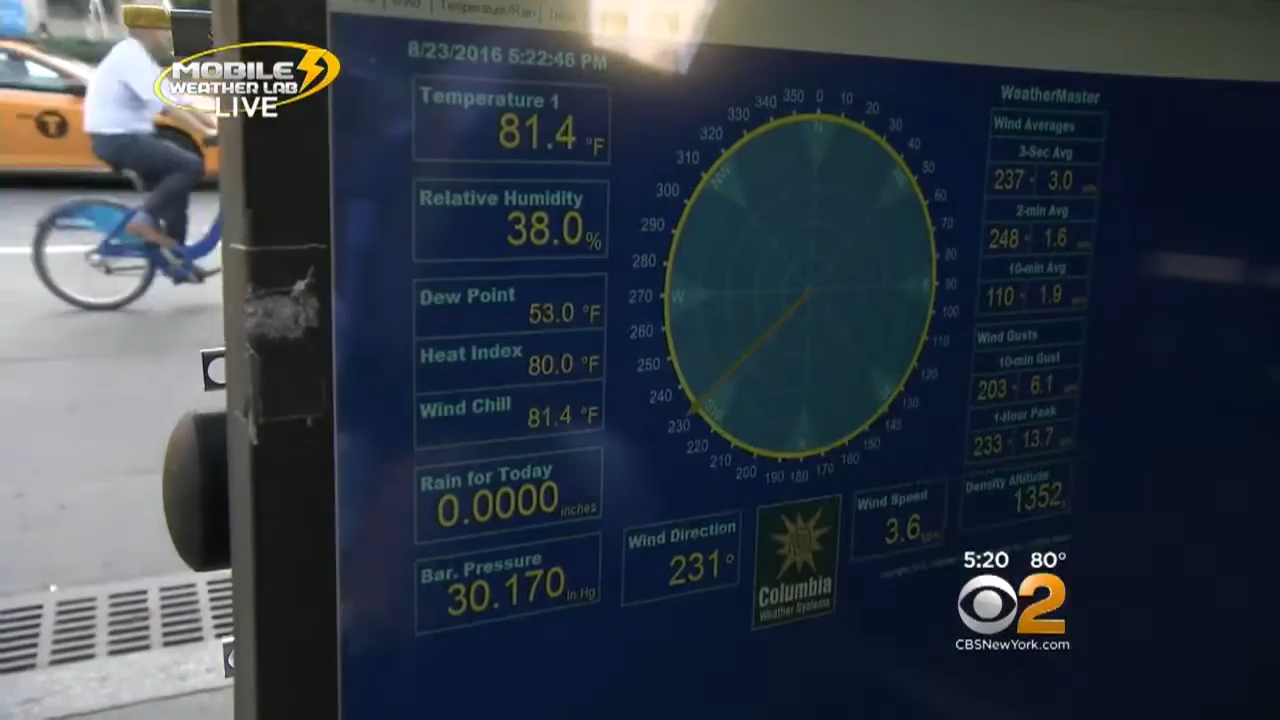 Wind
Temperature/Rain
8/23/2016 5:22:46 PM
MOBILE
WEATHER LAB
LIVE
T
Temperature 1
81.4 °F
Relative Humidity
38.0 %
Dew Point
53.0 °F
Heat Index
80.0 °F
Wind Chill
81.4 °F
Rain for Today
0.0000 inches
Bar. Pressure
30.170 in.Hg
350 0 10 20 30 40 50 60 70 80 90 100 110 120 130 145 150 160 170 180 190 200 210 220 230 240 250 260 270 280 290 300 310 320 330 340
N
NW
W
S
Wind Direction
231°
Columbia
Weather Systems
Wind Speed
3.6
WeatherMaster
Wind Averages
3-Sec Avg
237° 3.0
2-min Avg
248° 1.6
10-min Avg
110° 1.9
Wind Gusts
10-min Gust
203° 6.1
1-Hour Peak
233° 13.7
Density Altitude
1352
5:20 80°
2
CBSNewYork.com